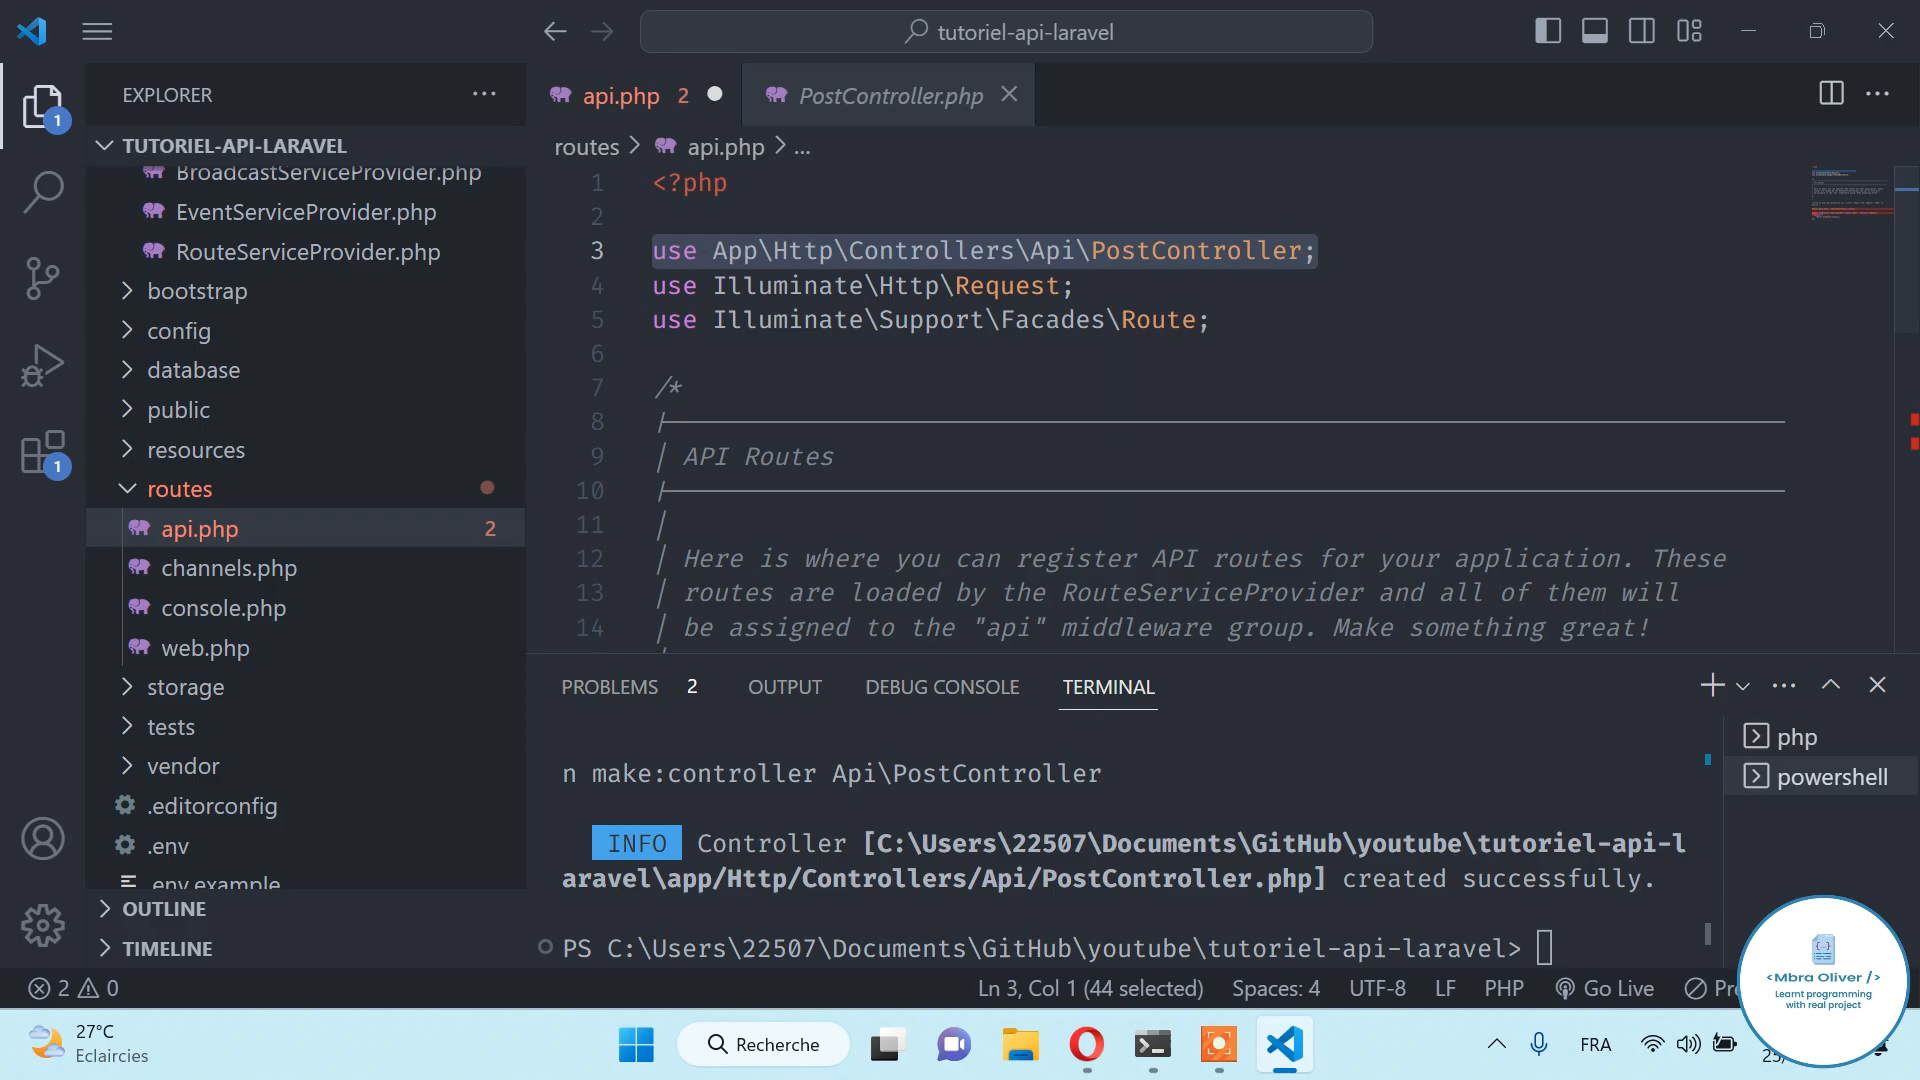 tutoriel-api-laravel
EXPLORER
TUTORIEL-API-LARAVEL
BroadcastServiceProvider.php
EventServiceProvider.php
RouteServiceProvider.php
bootstrap
config
database
public
resources
routes
api.php 2
channels.php
console.php
web.php
storage
tests
vendor
.editorconfig
.env
.env.example
OUTLINE
TIMELINE
1
1
api.php 2
PostController.php
routes > api.php > ...
1 <?php
2
3 use App\Http\Controllers\Api\PostController;
4 use Illuminate\Http\Request;
5 use Illuminate\Support\Facades\Route;
6
7 /*
8 |
9 | API Routes
10 |
11 |
12 | Here is where you can register API routes for your application. These
13 | routes are loaded by the RouteServiceProvider and all of them will
14 | be assigned to the "api" middleware group. Make something great!
PROBLEMS 2 OUTPUT DEBUG CONSOLE TERMINAL
n make:controller Api\PostController
INFO Controller [C:\Users\22507\Documents\GitHub\youtube\tutoriel-api-l
aravel\app/Http/Controllers/Api/PostController.php] created successfully.
PS C:\Users\22507\Documents\GitHub\youtube\tutoriel-api-laravel>
php
powershell
2 0
Ln 3, Col 1 (44 selected) Spaces: 4 UTF-8 LF PHP Go Live
<Mbra Oliver />
Learnt programming
with real project
27°C
Eclaircies
Recherche
FRA